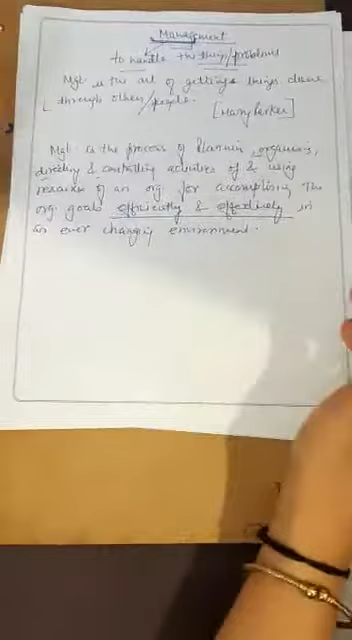 Management
to handle the things/problems
Mgt is the art of gettings things done
through others/people.
[Mary Parker]
Mgt is the process of Planning, organising,
directing & controlling activities of & using
resources of an org. for accomplishing the
org. goals efficiently & effectively in
an ever changing environment.